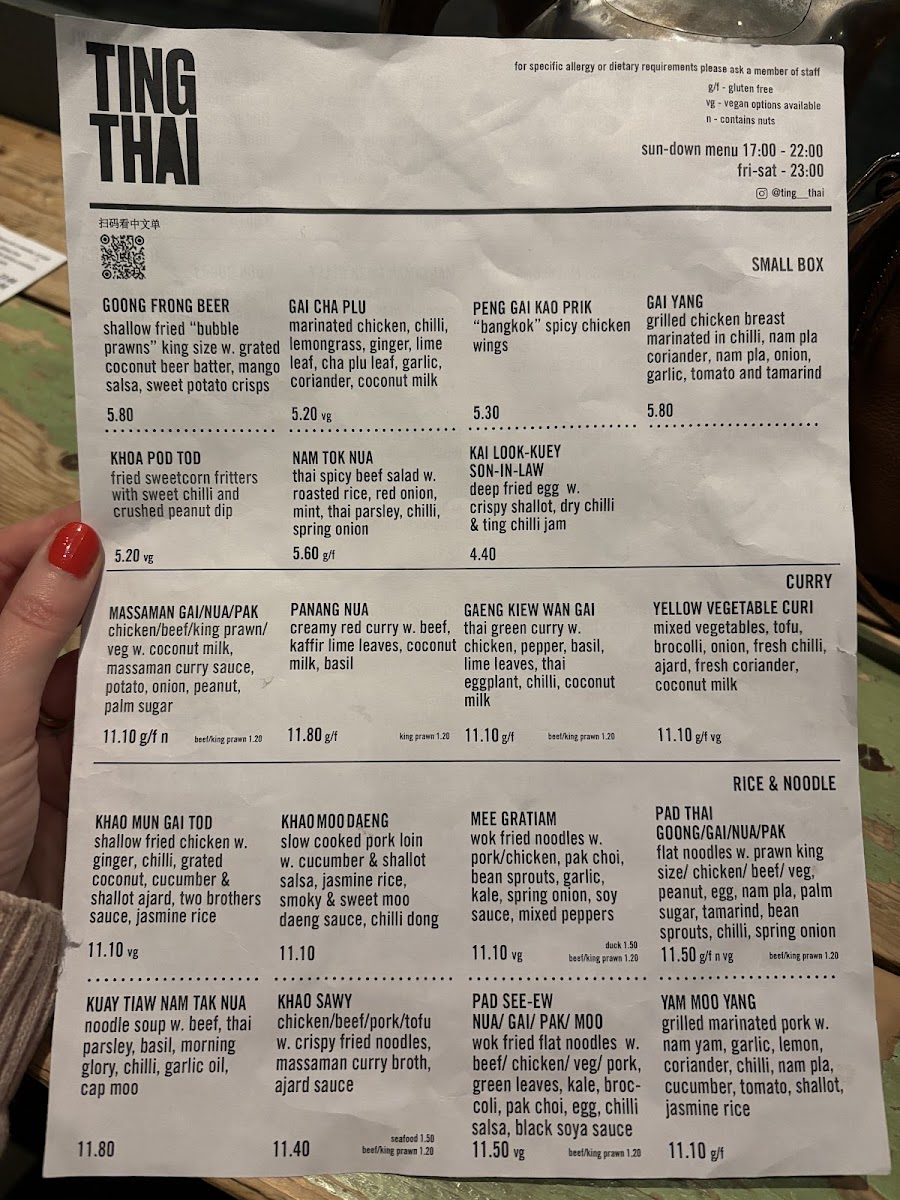 TING
THAI
for specific allergy or dietary requirements please ask a member of staff
g/f - gluten free
vg - vegan options available
n - contains nuts
sun-down menu 17:00 - 22:00
fri-sat - 23:00
@ting__thai
扫码看中文单
SMALL BOX
GOONG FRONG BEER
shallow fried “bubble
prawns” king size w. grated
coconut beer batter, mango
salsa, sweet potato crisps
5.80
GAI CHA PLU
marinated chicken, chilli,
lemongrass, ginger, lime
leaf, cha plu leaf, garlic,
coriander, coconut milk
5.20 vg
PENG GAI KAO PRIK
“bangkok” spicy chicken
wings
5.30
GAI YANG
grilled chicken breast
marinated in chilli, nam pla
coriander, nam pla, onion,
garlic, tomato and tamarind
5.80
KHOA POD TOD
fried sweetcorn fritters
with sweet chilli and
crushed peanut dip
5.20 vg
NAM TOK NUA
thai spicy beef salad w.
roasted rice, red onion,
mint, thai parsley, chilli,
spring onion
5.60 g/f
KAI LOOK-KUEY
SON-IN-LAW
deep fried egg w.
crispy shallot, dry chilli
& ting chilli jam
4.40
CURRY
MASSAMAN GAI/NUA/PAK
chicken/beef/king prawn/
veg w. coconut milk,
massaman curry sauce,
potato, onion, peanut,
palm sugar
11.10 g/f n beef/king prawn 1.20
PANANG NUA
creamy red curry w. beef,
kaffir lime leaves, coconut
milk, basil
11.80 g/f king prawn 1.20
GAENG KIEW WAN GAI
thai green curry w.
chicken, pepper, basil,
lime leaves, thai
eggplant, chilli, coconut
milk
11.10 g/f beef/king prawn 1.20
YELLOW VEGETABLE CURI
mixed vegetables, tofu,
brocolli, onion, fresh chilli,
ajard, fresh coriander,
coconut milk
11.10 g/f vg
RICE & NOODLE
KHAO MUN GAI TOD
shallow fried chicken w.
ginger, chilli, grated
coconut, cucumber &
shallot ajard, two brothers
sauce, jasmine rice
11.10 vg
KHAO MOO DAENG
slow cooked pork loin
w. cucumber & shallot
salsa, jasmine rice,
smoky & sweet moo
daeng sauce, chilli dong
11.10
MEE GRATIAM
wok fried noodles w.
pork/chicken, pak choi,
bean sprouts, garlic,
kale, spring onion, soy
sauce, mixed peppers
duck 1.50
11.10 vg beef/king prawn 1.20
PAD THAI
GOONG/GAI/NUA/PAK
flat noodles w. prawn king
size/ chicken/ beef/ veg,
peanut, egg, nam pla, palm
sugar, tamarind, bean
sprouts, chilli, spring onion
11.50 g/f n vg beef/king prawn 1.20
KUAY TIAW NAM TAK NUA
noodle soup w. beef, thai
parsley, basil, morning
glory, chilli, garlic oil,
cap moo
11.80
KHAO SAWY
chicken/beef/pork/tofu
w. crispy fried noodles,
massaman curry broth,
ajard sauce
seafood 1.50
11.40 beef/king prawn 1.20
PAD SEE-EW
NUA/ GAI/ PAK/ MOO
wok fried flat noodles w.
beef/ chicken/ veg/ pork,
green leaves, kale, broc-
coli, pak choi, egg, chilli
salsa, black soya sauce
11.50 vg beef/king prawn 1.20
YAM MOO YANG
grilled marinated pork w.
nam yam, garlic, lemon,
coriander, chilli, nam pla,
cucumber, tomato, shallot,
jasmine rice
11.10 g/f